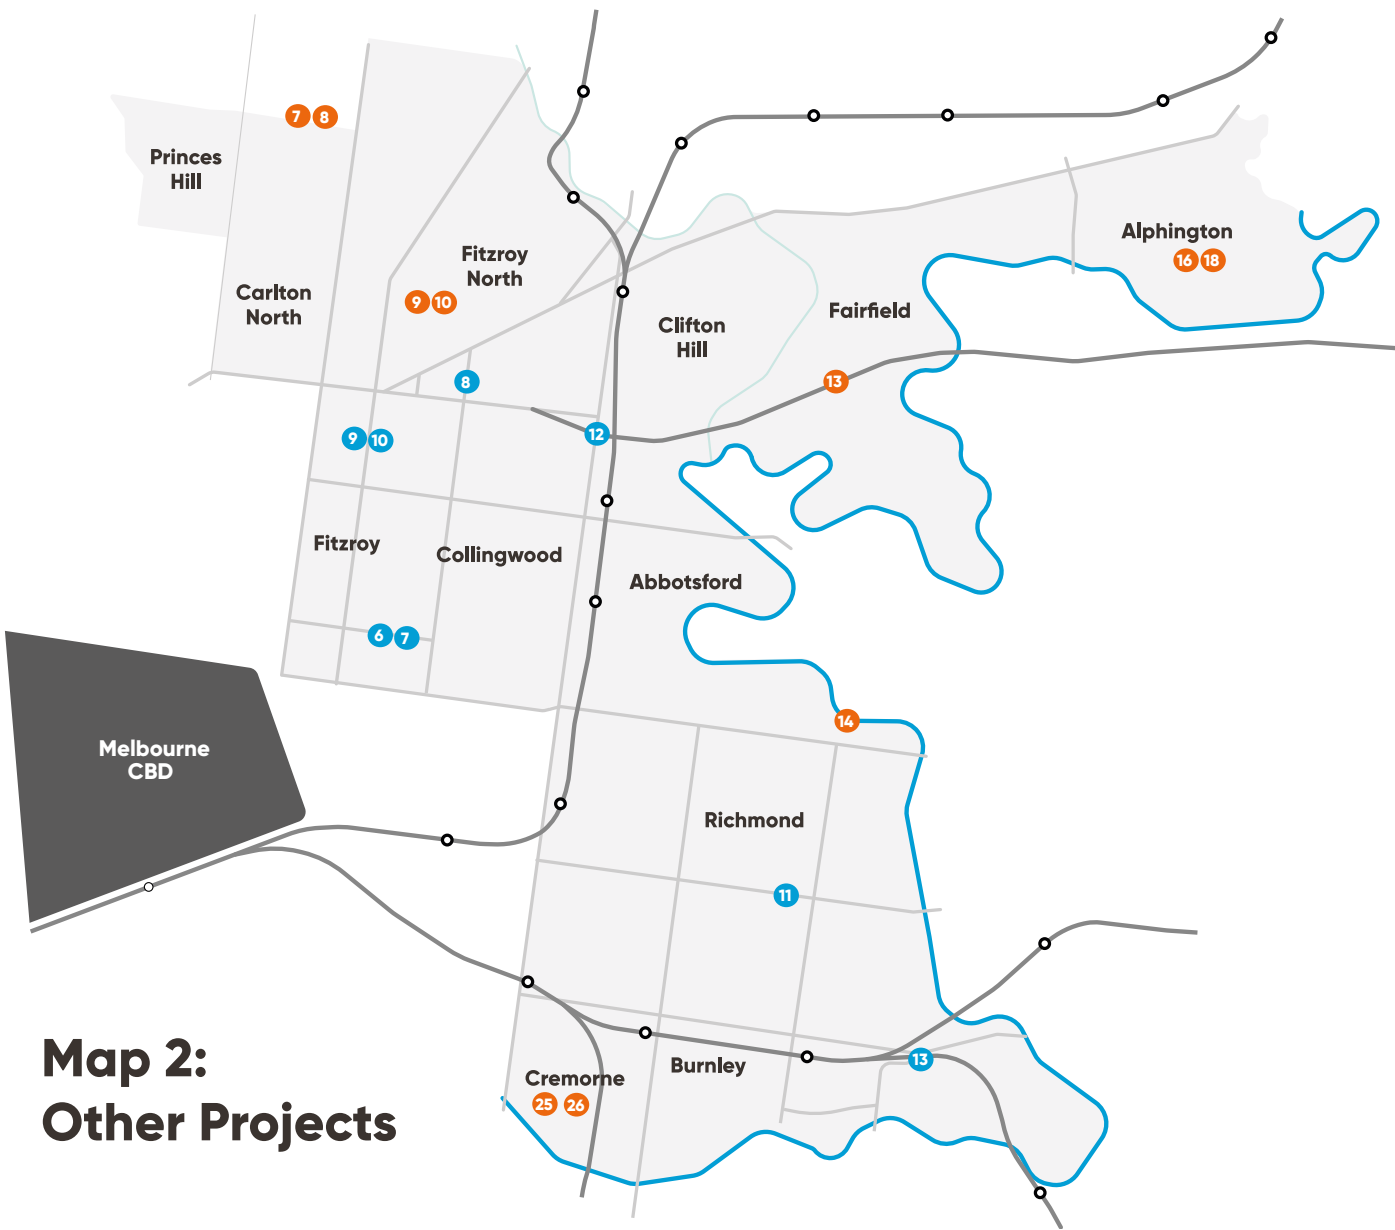 7 8
Princes
Hill
Alphington
16 18
Fitzroy
North
9 10
Carlton
North
Fairfield
Clifton
Hill
8
13
9 10
12
Fitzroy
Collingwood
Abbotsford
6 7
14
Melbourne
CBD
Richmond
11
Map 2:
Other Projects
13
Burnley
Cremorne
25 26